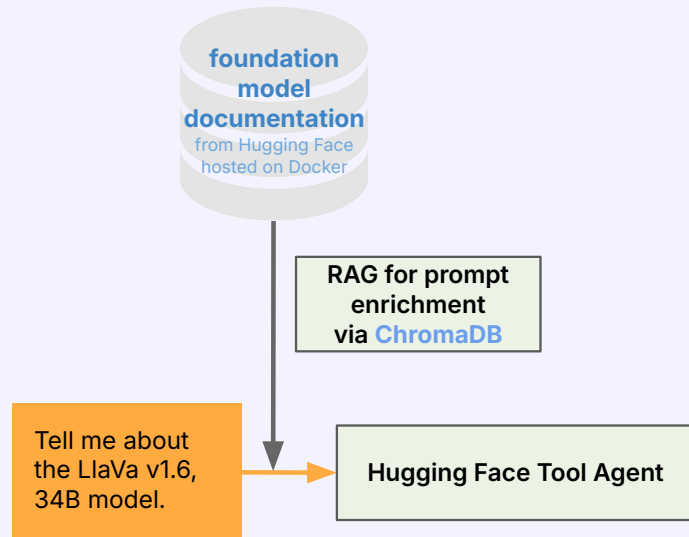 foundation
model
documentation
from Hugging Face
hosted on Docker
RAG for prompt
enrichment
via ChromaDB
Tell me about
the LlaVa v1.6,
34B model.
Hugging Face Tool Agent